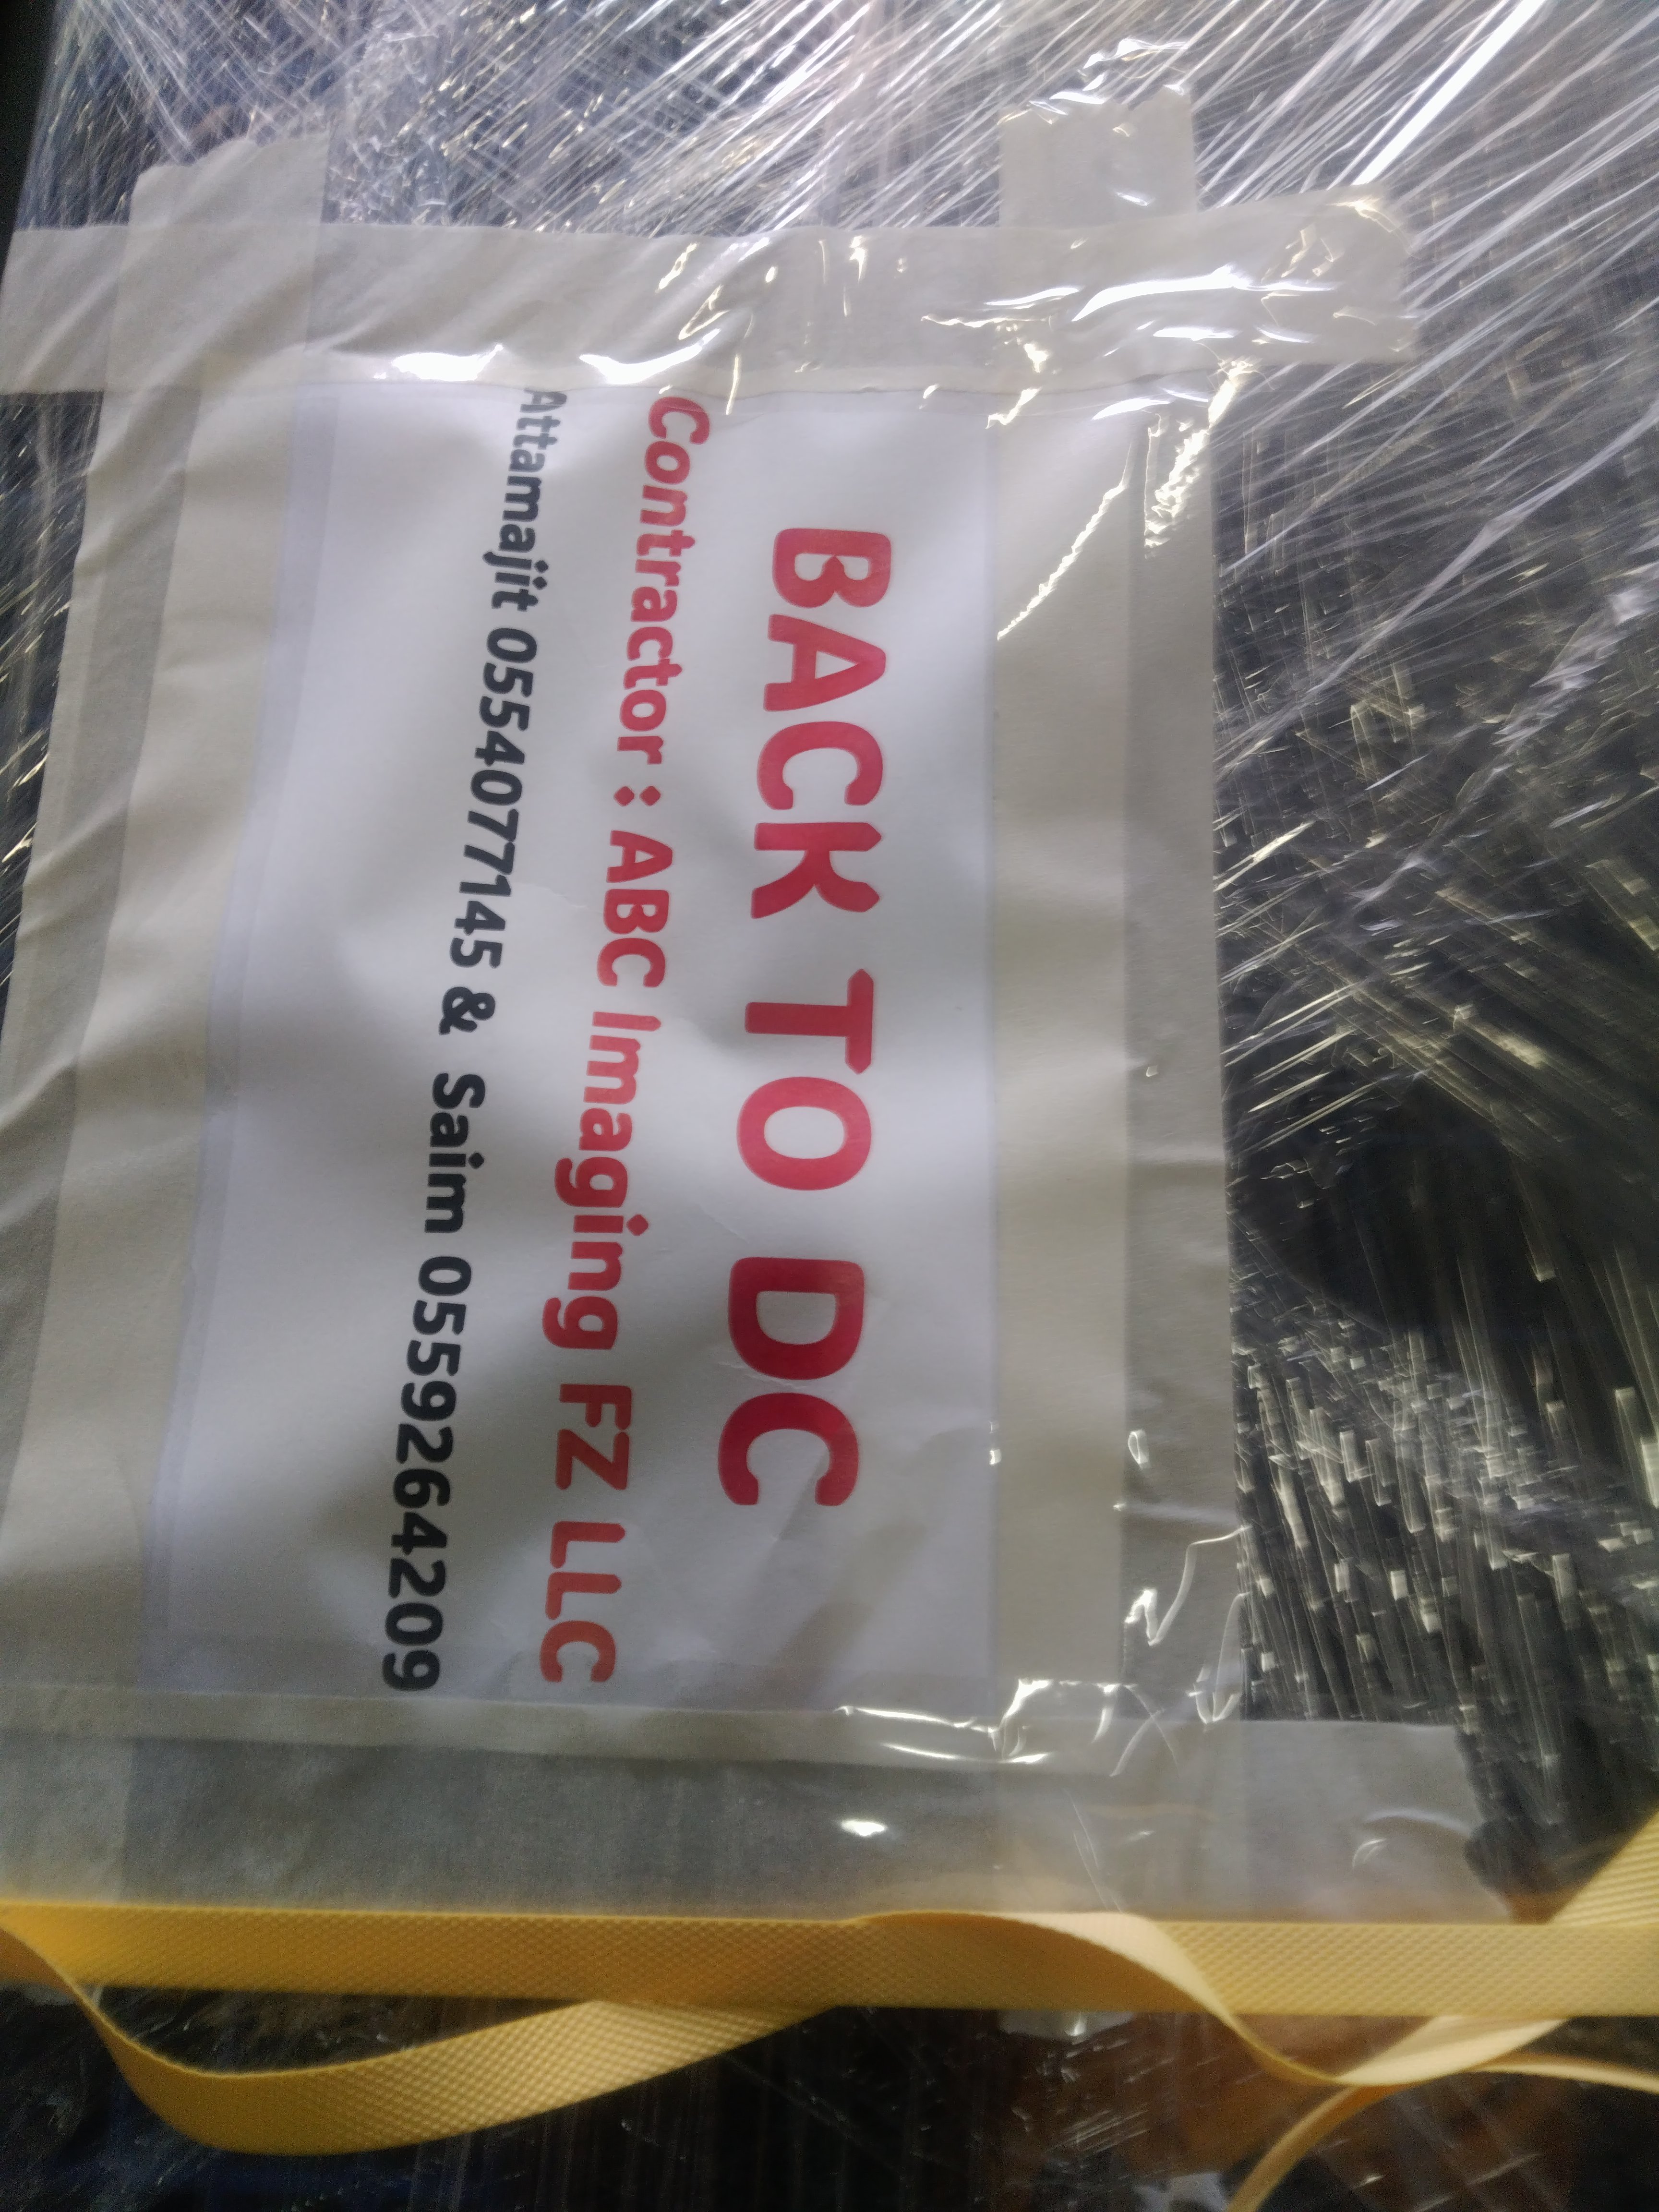 BACK TO DC
Contractor : ABC Imaging FZ LLC
Attamajit 0554077145 & Saim 0559264209